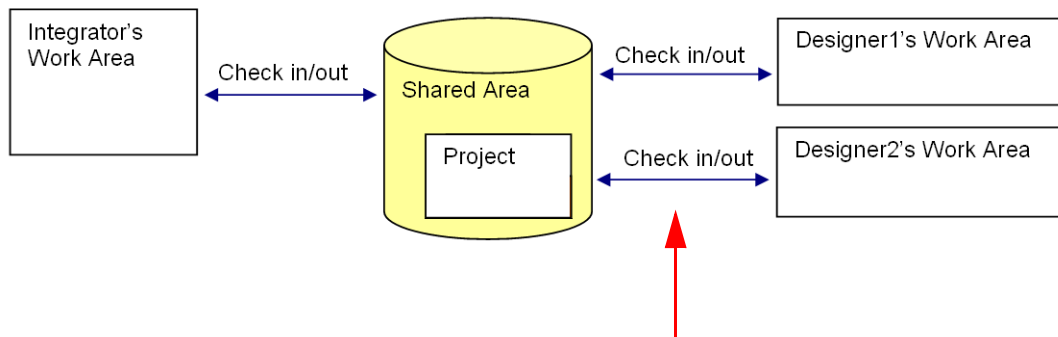 Integrator's
Work Area
Check in/out
Shared Area
Project
Check in/out
Designer1's Work Area
Check in/out
Designer2's Work Area